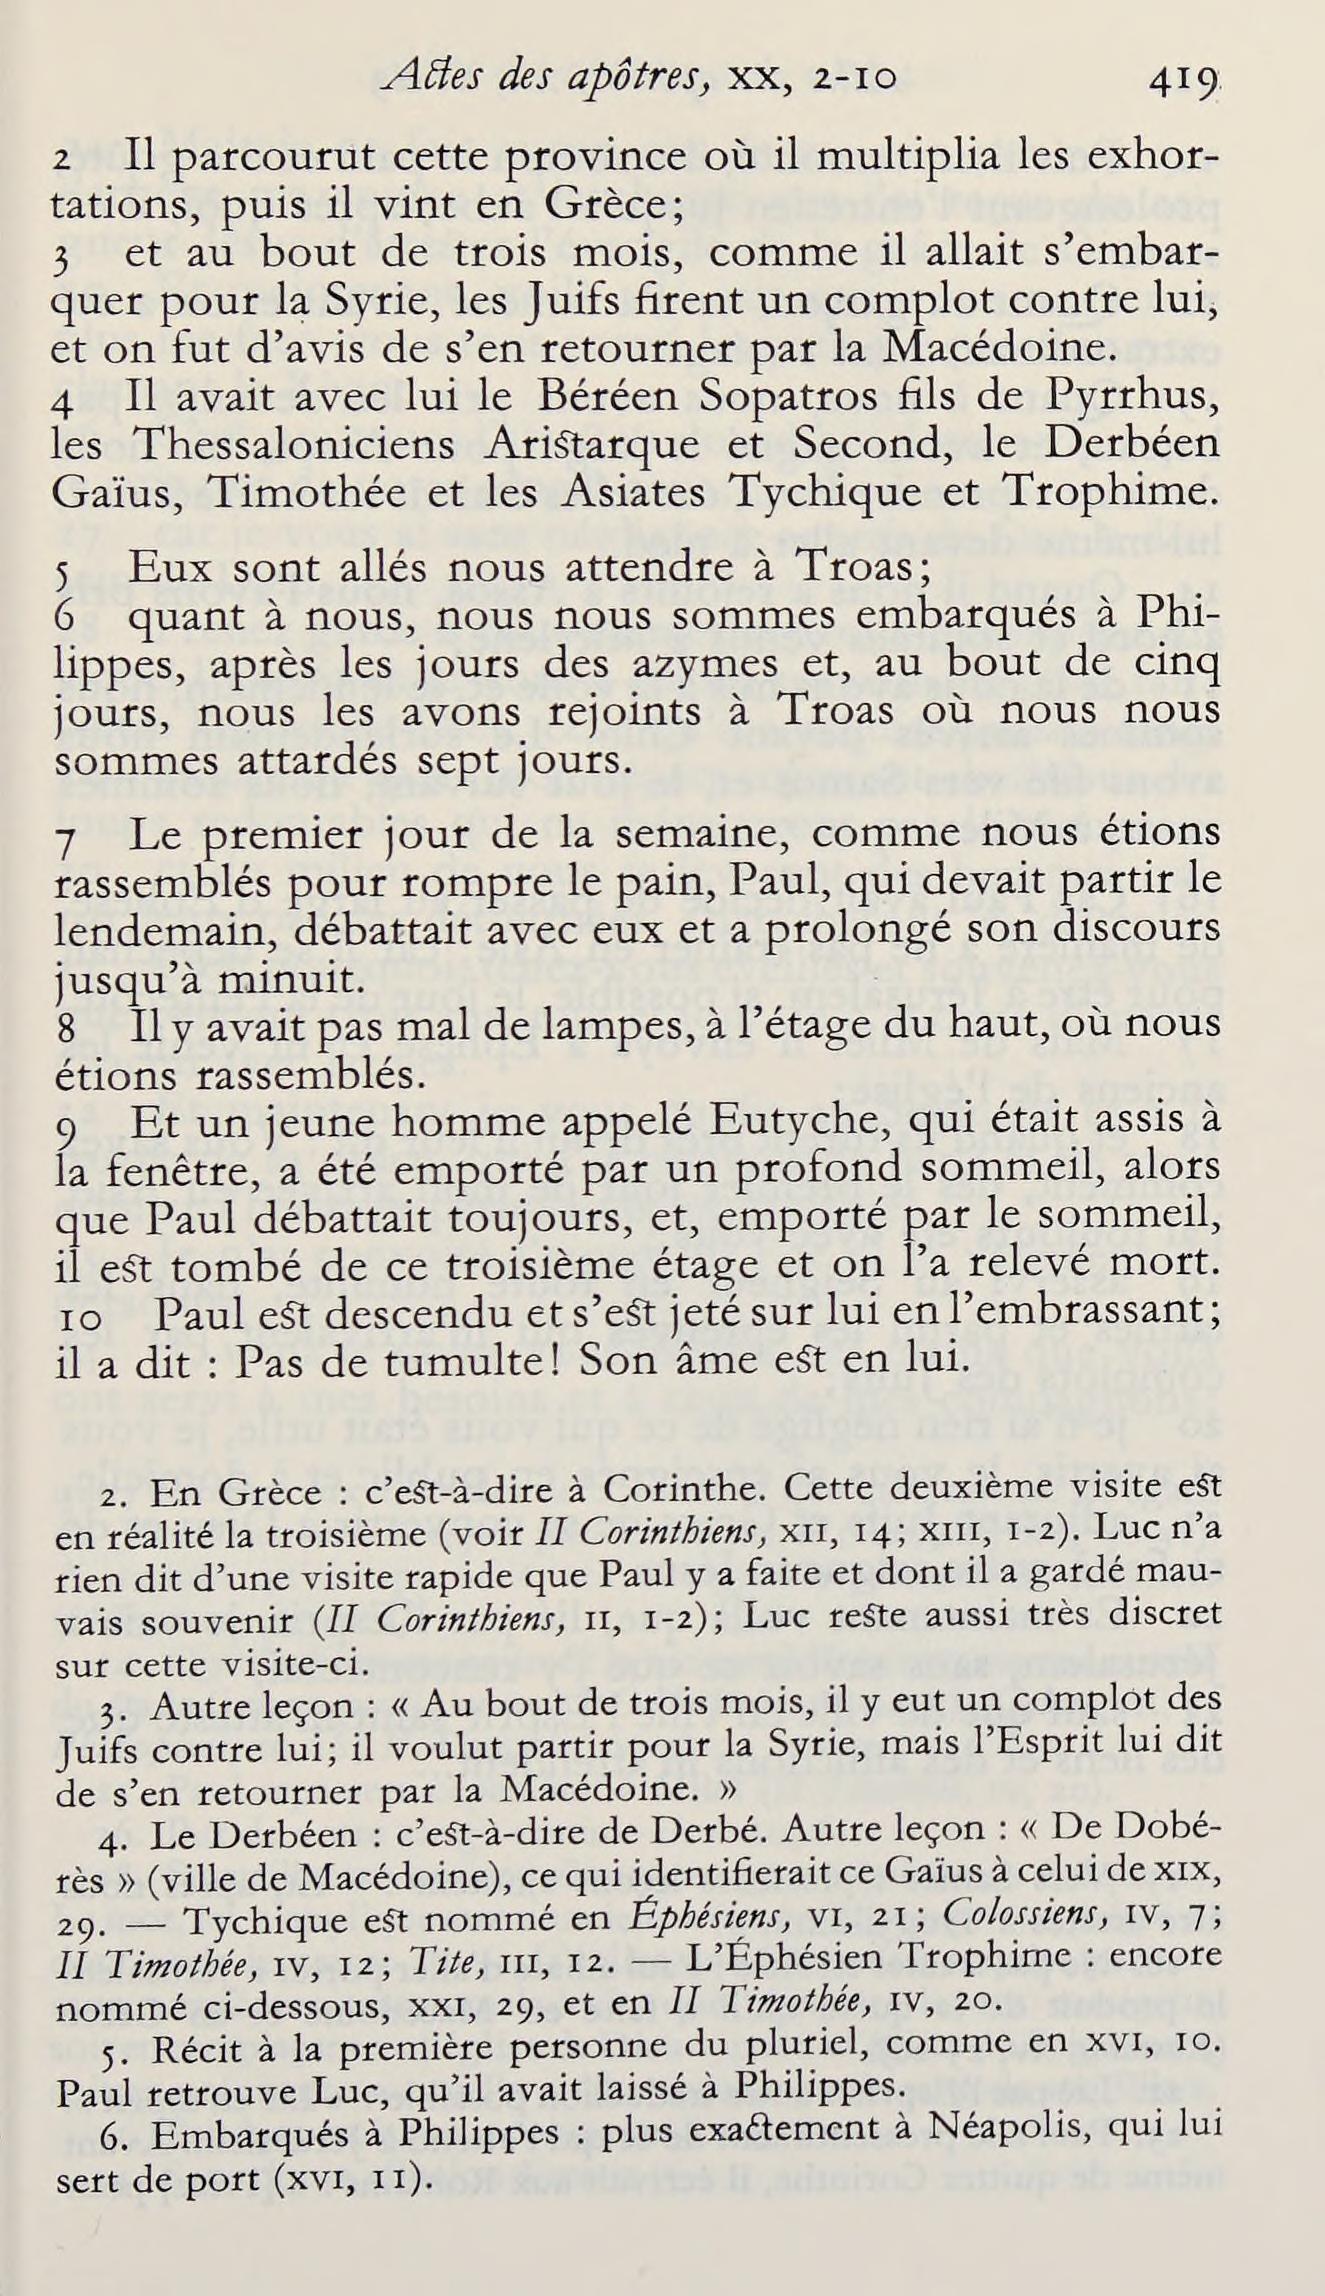 Actes des apôtres, XX, 2-10 419
2 Il parcourut cette province où il multiplia les exhor-
tations, puis il vint en Grèce;
3 et au bout de trois mois, comme il allait s’embar-
quer pour la Syrie, les Juifs firent un complot contre lui,
et on fut d’avis de s’en retourner par la Macédoine.
4 Il avait avec lui le Béréen Sopatros fils de Pyrrhus,
les Thessaloniciens Aristarque et Second, le Derbéen
Gaïus, Timothée et les Asiates Tychique et Trophime.
5 Eux sont allés nous attendre à Troas;
6 quant à nous, nous nous sommes embarqués à Phi-
lippes, après les jours des azymes et, au bout de cinq
jours, nous les avons rejoints à Troas où nous nous
sommes attardés sept jours.
7 Le premier jour de la semaine, comme nous étions
rassemblés pour rompre le pain, Paul, qui devait partir le
lendemain, débattait avec eux et a prolongé son discours
jusqu’à minuit.
8 Il y avait pas mal de lampes, à l’étage du haut, où nous
étions rassemblés.
9 Et un jeune homme appelé Eutyche, qui était assis à
la fenêtre, a été emporté par un profond sommeil, alors
que Paul débattait toujours, et, emporté par le sommeil,
il est tombé de ce troisième étage et on l’a relevé mort.
10 Paul est descendu et s’est jeté sur lui en l’embrassant;
il a dit : Pas de tumulte! Son âme est en lui.
2. En Grèce : c’est-à-dire à Corinthe. Cette deuxième visite est
en réalité la troisième (voir II Corinthiens, XII, 14; XIII, 1-2). Luc n’a
rien dit d’une visite rapide que Paul y a faite et dont il a gardé mau-
vais souvenir (II Corinthiens, II, 1-2); Luc reste aussi très discret
sur cette visite-ci.
3. Autre leçon : « Au bout de trois mois, il y eut un complot des
Juifs contre lui; il voulut partir pour la Syrie, mais l’Esprit lui dit
de s’en retourner par la Macédoine. »
4. Le Derbéen : c’est-à-dire de Derbé. Autre leçon : « De Dobé-
rès » (ville de Macédoine), ce qui identifierait ce Gaïus à celui de XIX,
29. — Tychique est nommé en Éphésiens, VI, 21; Colossiens, IV, 7;
II Timothée, IV, 12; Tite, III, 12. — L’Éphésien Trophime : encore
nommé ci-dessous, XXI, 29, et en II Timothée, IV, 20.
5. Récit à la première personne du pluriel, comme en XVI, 10.
Paul retrouve Luc, qu’il avait laissé à Philippes.
6. Embarqués à Philippes : plus exactement à Néapolis, qui lui
sert de port (XVI, 11).